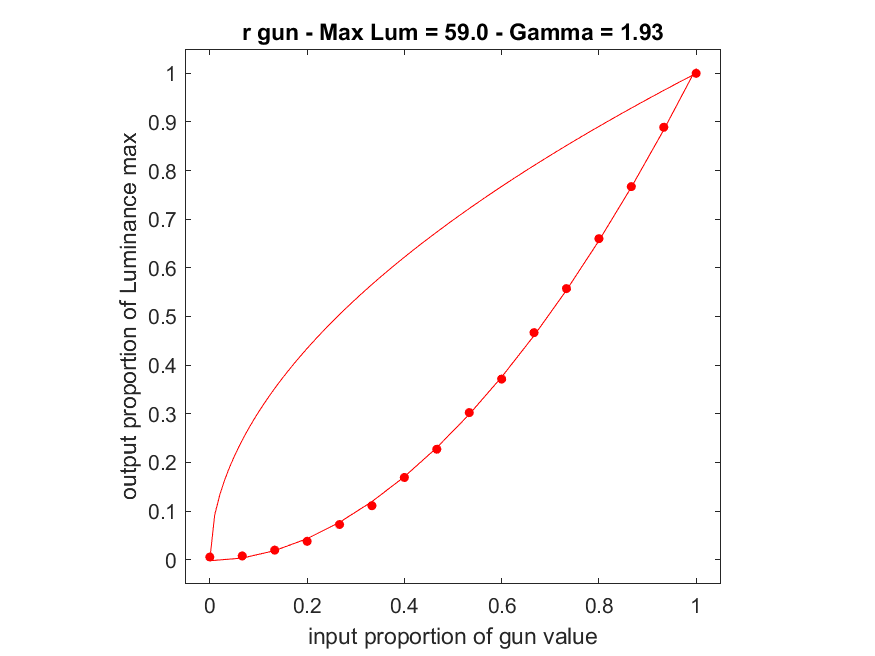 r gun - Max Lum = 59.0 - Gamma = 1.93
1
0.9
0.8
0.7
0.6
0.5
0.4
0.3
0.2
0.1
0
output proportion of Luminance max
0 0.2 0.4 0.6 0.8 1
input proportion of gun value